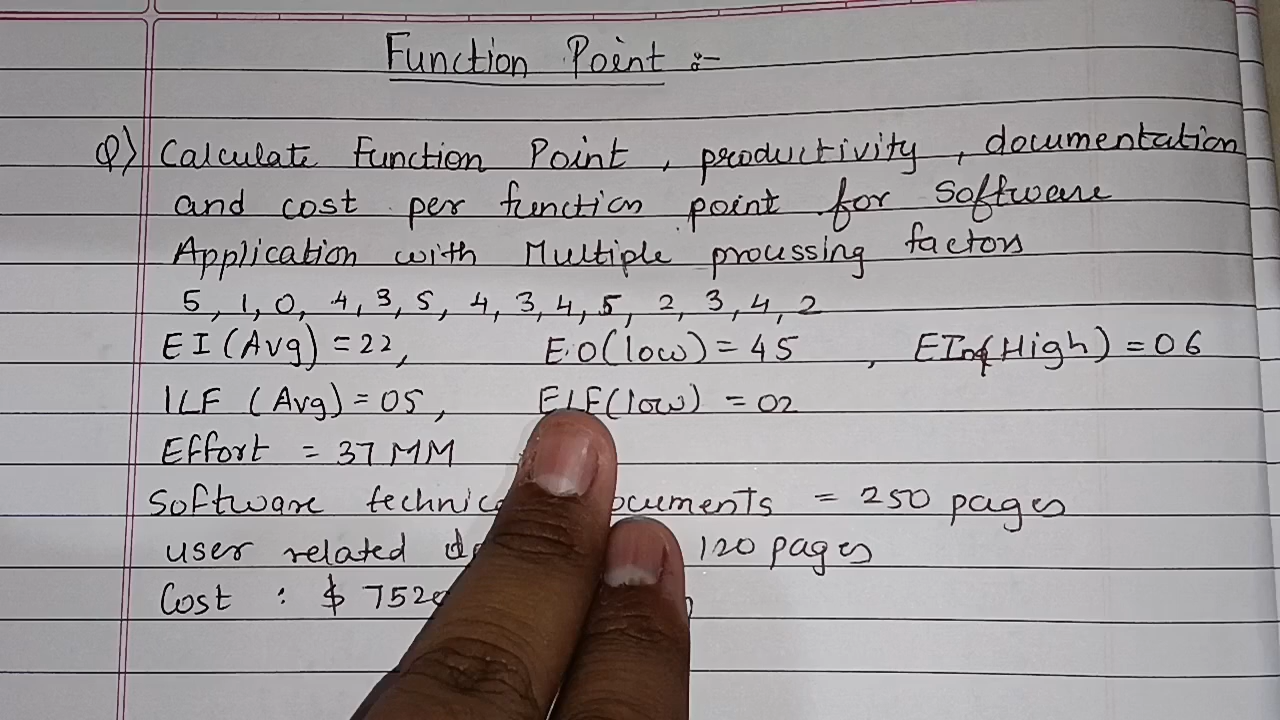 Function Point :-
Q) Calculate Function Point, productivity, documentation
and cost per function point for Software
Application with Multiple processing factors
5, 1, 0, 4, 3, 5, 4, 3, 4, 5, 2, 3, 4, 2
EI (Avg) = 22, EO (low) = 45, EInf (High) = 06
ILF (Avg) = 05, ELF (low) = 02
Effort = 37 MM
Software = 250 pages
user related 120 pages
Cost : $